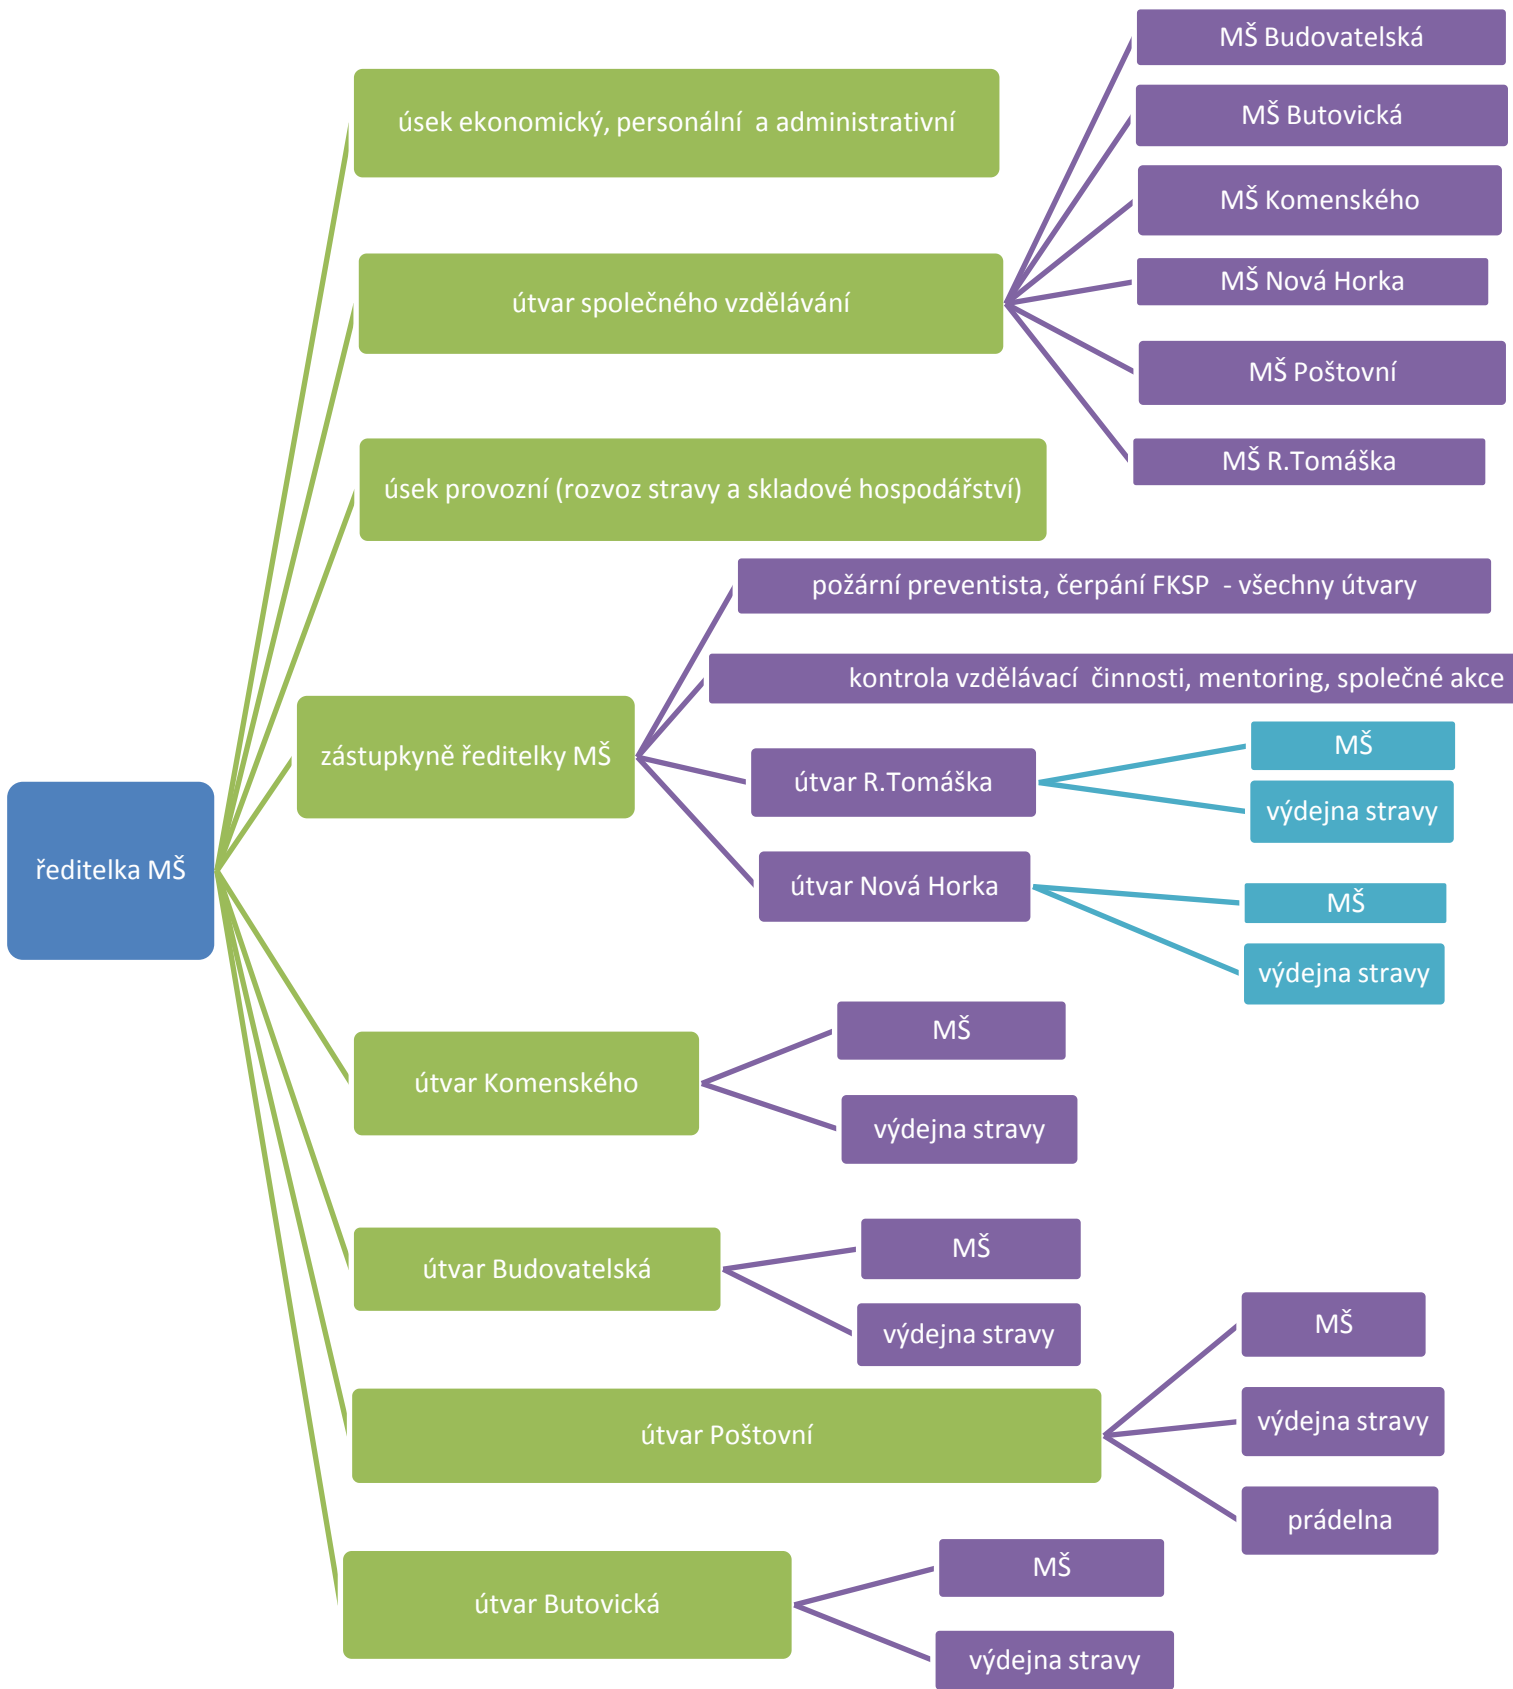 MŠ Budovatelská
úsek ekonomický, personální  a administrativní
MŠ Butovická
MŠ Komenského
MŠ Nová Horka
útvar společného vzdělávání
MŠ Poštovní
MŠ R.Tomáška
úsek provozní (rozvoz stravy a skladové hospodářství)
požární preventista, čerpání FKSP  - všechny útvary
kontrola vzdělávací  činnosti, mentoring, společné akce
zástupkyně ředitelky MŠ
útvar R.Tomáška
MŠ
výdejna stravy
ředitelka MŠ
útvar Nová Horka
MŠ
výdejna stravy
útvar Komenského
MŠ
výdejna stravy
útvar Budovatelská
MŠ
výdejna stravy
útvar Poštovní
MŠ
výdejna stravy
prádelna
útvar Butovická
MŠ
výdejna stravy